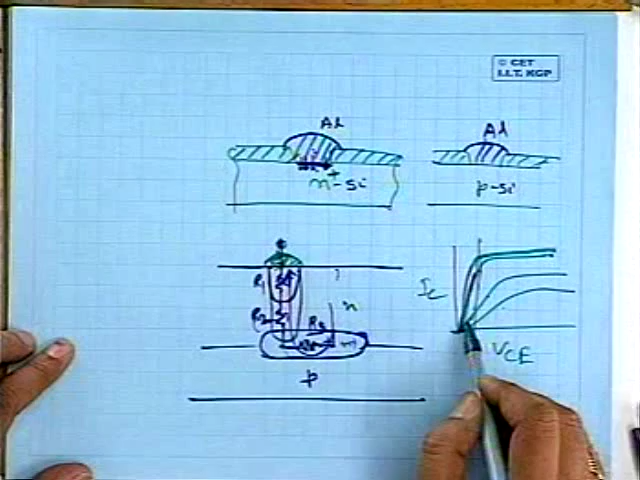 © CET
I.I.T. KGP
Al
Al
n+-si
p-si
R1
n
R2
R3
p
Ic
VCE